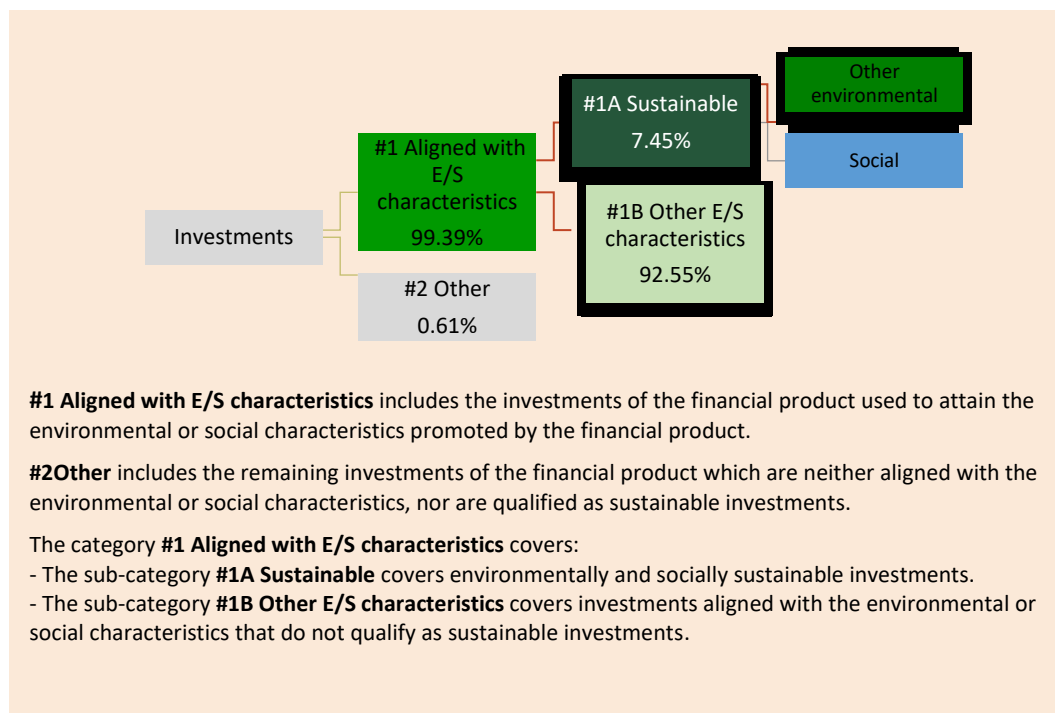 Investments
#1 Aligned with
E/S
characteristics
99.39%
#2 Other
0.61%
#1A Sustainable
7.45%
#1B Other E/S
characteristics
92.55%
Other
environmental
Social
#1 Aligned with E/S characteristics includes the investments of the financial product used to attain the
environmental or social characteristics promoted by the financial product.
#2Other includes the remaining investments of the financial product which are neither aligned with the
environmental or social characteristics, nor are qualified as sustainable investments.
The category #1 Aligned with E/S characteristics covers:
- The sub-category #1A Sustainable covers environmentally and socially sustainable investments.
- The sub-category #1B Other E/S characteristics covers investments aligned with the environmental or
social characteristics that do not qualify as sustainable investments.